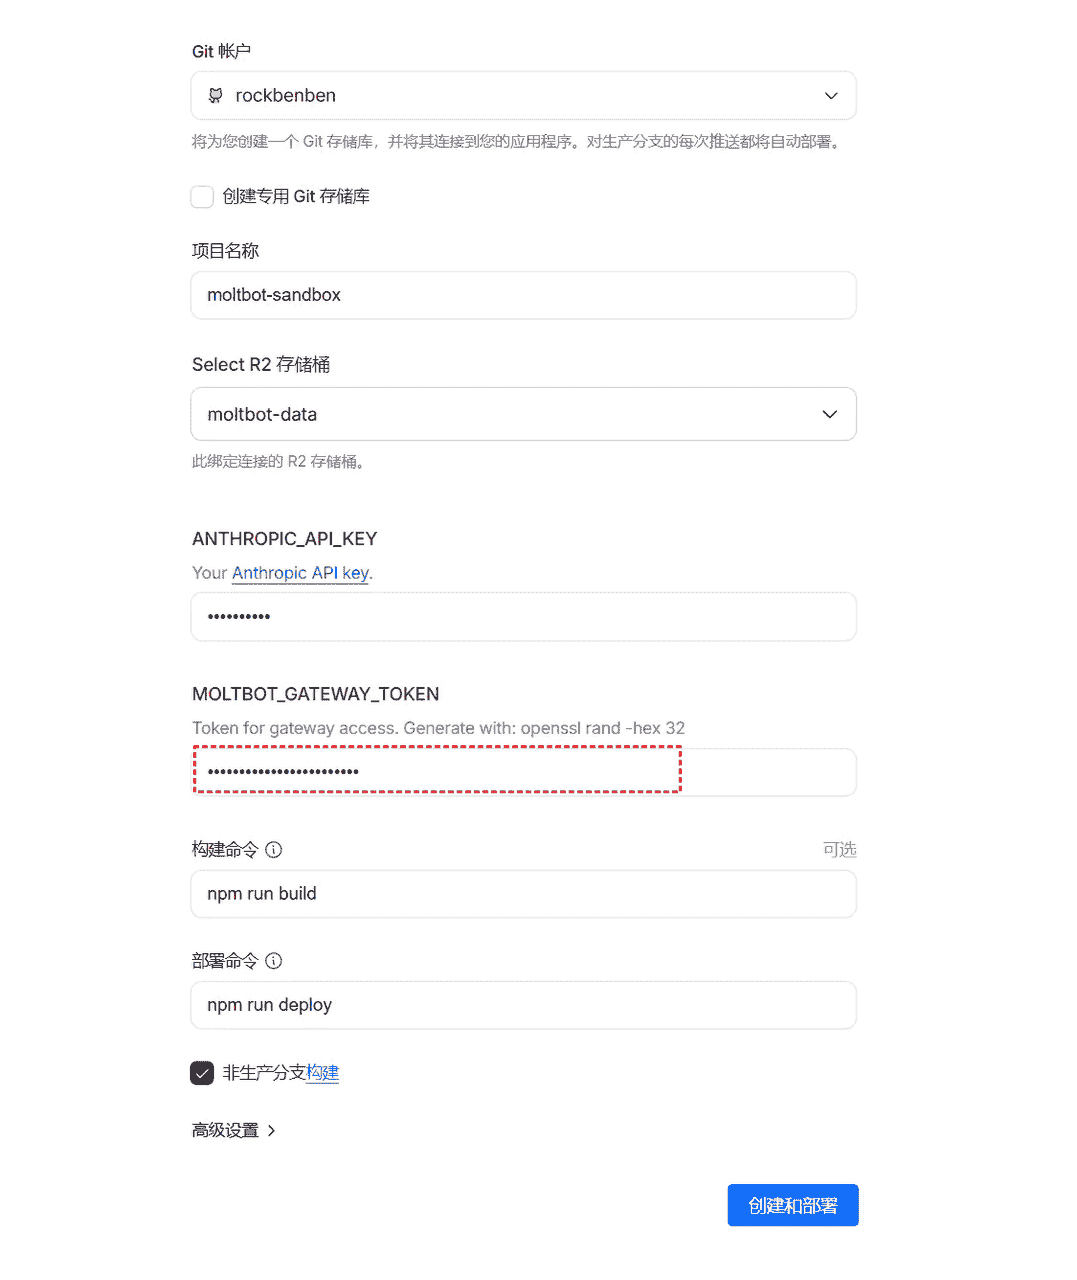 Git 帐户
rockbenben
将为您创建一个 Git 存储库，并将其连接到您的应用程序。对生产分支的每次推送都将自动部署。
创建专用 Git 存储库
项目名称
moltbot-sandbox
Select R2 存储桶
moltbot-data
此绑定连接的 R2 存储桶。
ANTHROPIC_API_KEY
Your Anthropic API key.
••••••••••
MOLTBOT_GATEWAY_TOKEN
Token for gateway access. Generate with: openssl rand -hex 32
••••••••••••••••••••••••
构建命令
可选
npm run build
部署命令
npm run deploy
非生产分支构建
高级设置
创建和部署